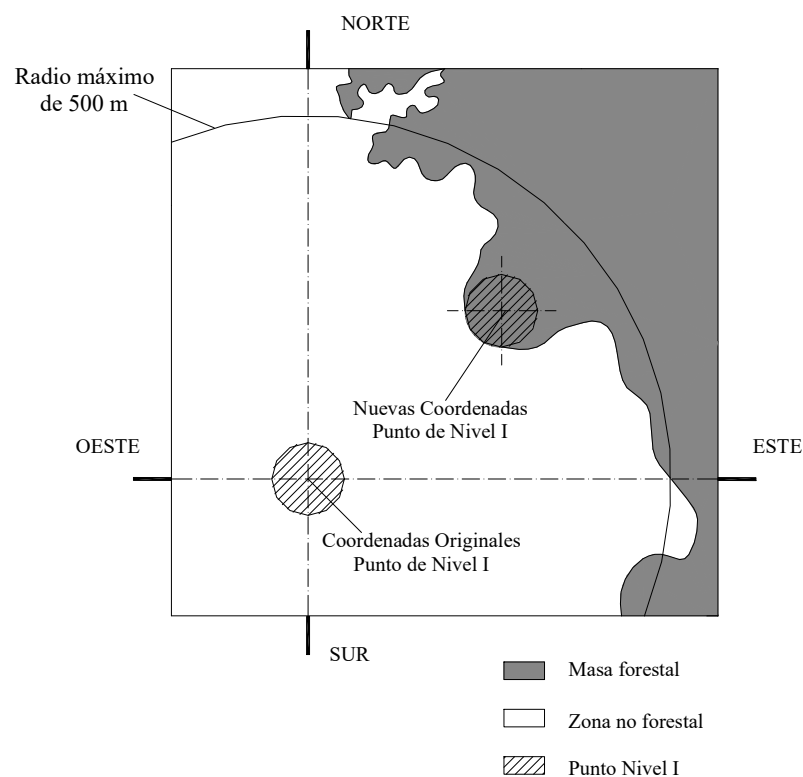 NORTE
Radio máximo
de 500 m
Nuevas Coordenadas
Punto de Nivel I
OESTE
ESTE
Coordenadas Originales
Punto de Nivel I
SUR
Masa forestal
Zona no forestal
Punto Nivel I